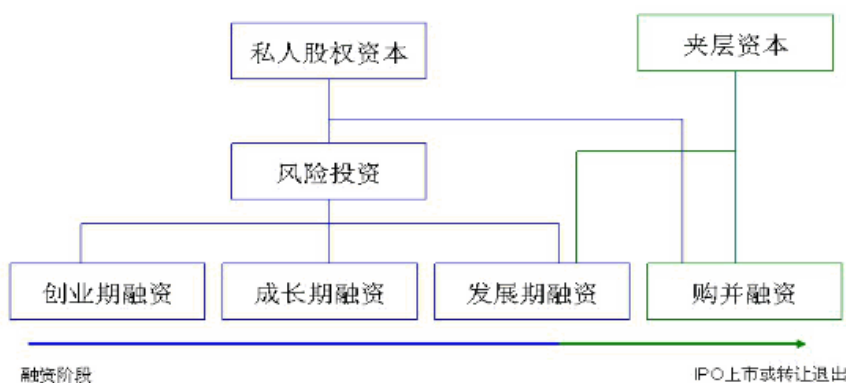 私人股权资本
夹层资本
风险投资
创业期融资
成长期融资
发展期融资
购并融资
融资阶段
IPO上市或转让退出